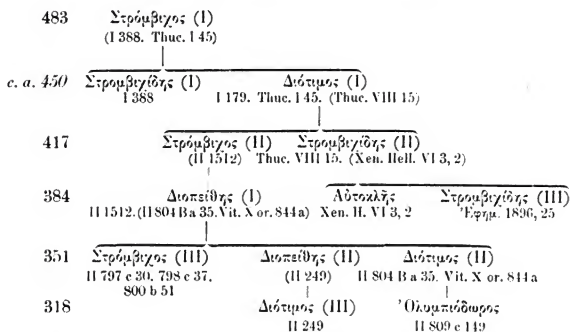 483 Στρόμβιχος (I)
(I 388. Thuc. I 45)
c. a. 450 Στρομβιχίδης (I) Διότιμος (I)
I 388 I 179. Thuc. I 45. (Thuc. VIII 15)
417 Στρόμβιχος (II) Στρομβιχίδης (II)
(II 1512) Thuc. VIII 15. (Xen. Hell. VI 3, 2)
384 Διοπείθης (I) Αὐτοκλῆς Στρομβιχίδης (III)
II 1512. (II 804 B a 35. Vit. X or. 844 a) Xen. H. VI 3, 2 Ἐφημ. 1896, 25
351 Στρόμβιχος (III) Διοπείθης (II) Διότιμος (II)
II 797 c 30, 798 c 37, (II 249) II 804 B a 35. Vit. X or. 844 a
800 b 51
318 Διότιμος (III) Ὀλυμπιόδωρος
II 249 II 809 c 149